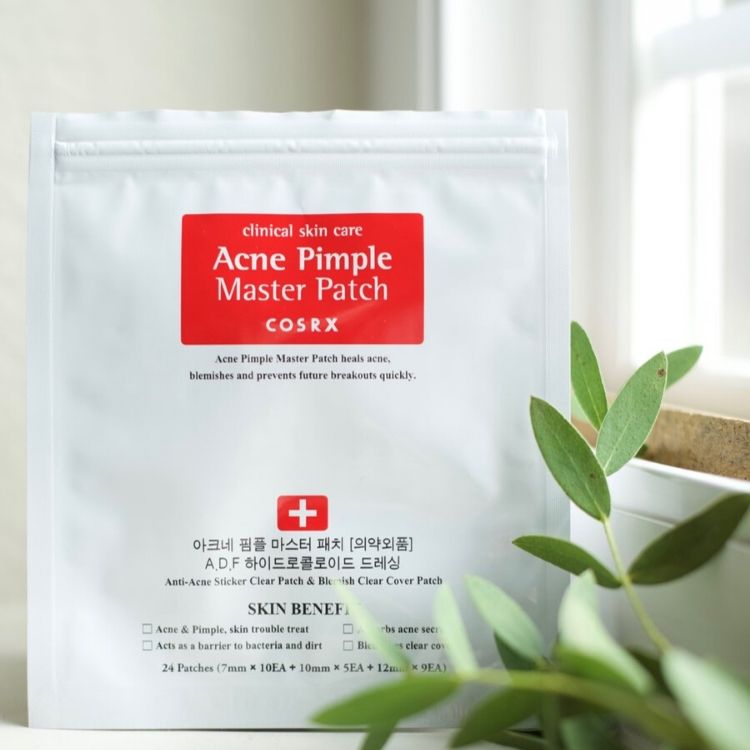 clinical skin care
Acne Pimple
Master Patch
COSRX
Acne Pimple Master Patch heals acne,
blemishes and prevents future breakouts quickly.
아크네 핌플 마스터 패치 [의약외품]
A.D.F 하이드로콜로이드 드레싱
Anti-Acne Sticker Clear Patch & Blemish Clear Cover Patch
SKIN
Acne & Pimple, skin trouble treat acne
Acts as a barrier to bacteria and dirt clear
24 Patches (7mm × 10EA + 10mm × 5EA + 12mm × 9EA)